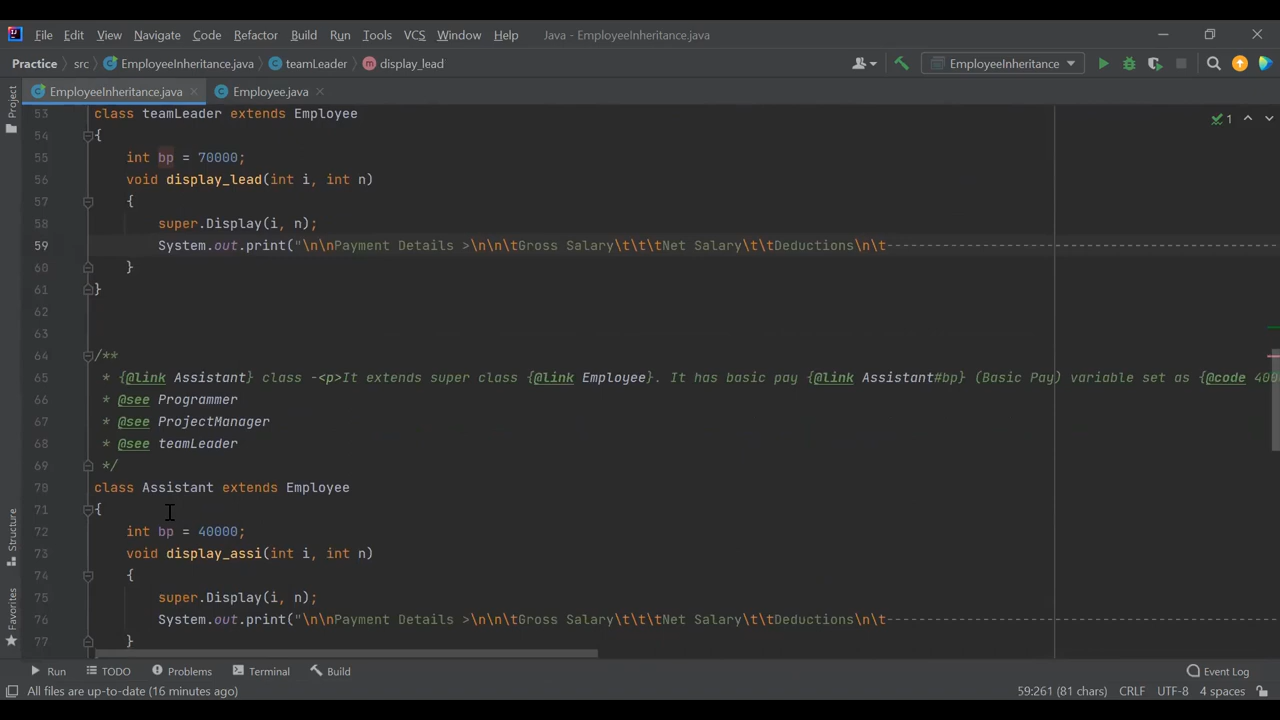 File Edit View Navigate Code Refactor Build Run Tools VCS Window Help Java - EmployeeInheritance.java
Practice src EmployeeInheritance.java teamLeader display_lead EmployeeInheritance
EmployeeInheritance.java Employee.java
Project
Structure
Favorites
1
53 class teamLeader extends Employee
54 {
55 int bp = 70000;
56 void display_lead(int i, int n)
57 {
58 super.Display(i, n);
59 System.out.print("\n\nPayment Details >\n\n\tGross Salary\t\t\tNet Salary\t\tDeductions\n\t-------------------------------------------------
60 }
61 }
62
63
64 /**
65 * {@link Assistant} class -<p>It extends super class {@link Employee}. It has basic pay {@link Assistant#bp} (Basic Pay) variable set as {@code 400
66 * @see Programmer
67 * @see ProjectManager
68 * @see teamLeader
69 */
70 class Assistant extends Employee
71 {
72 int bp = 40000;
73 void display_assi(int i, int n)
74 {
75 super.Display(i, n);
76 System.out.print("\n\nPayment Details >\n\n\tGross Salary\t\t\tNet Salary\t\tDeductions\n\t-------------------------------------------------
77 }
Run TODO Problems Terminal Build Event Log
All files are up-to-date (16 minutes ago) 59:261 (81 chars) CRLF UTF-8 4 spaces